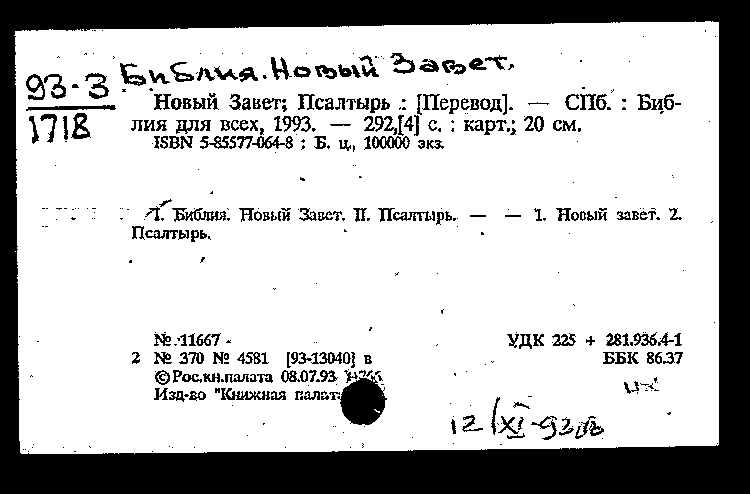 Библия. Новый Завет.
93-3
1718
Новый Завет; Псалтырь : [Перевод]. — СПб. : Биб-
лия для всех, 1993. — 292,[4] с. : карт.; 20 см.
ISBN 5-85577-064-8 : Б. ц., 100000 экз.
I. Библия. Новый Завет. II. Псалтырь. — — 1. Новый завет. 2.
Псалтырь.
№ 11667
УДК 225 + 281.936.4-1
2 № 370 № 4581 [93-13040] в
ББК 86.37
© Рос.кн.палата 08.07.93
Изд-во "Книжная палат
12/XI-93